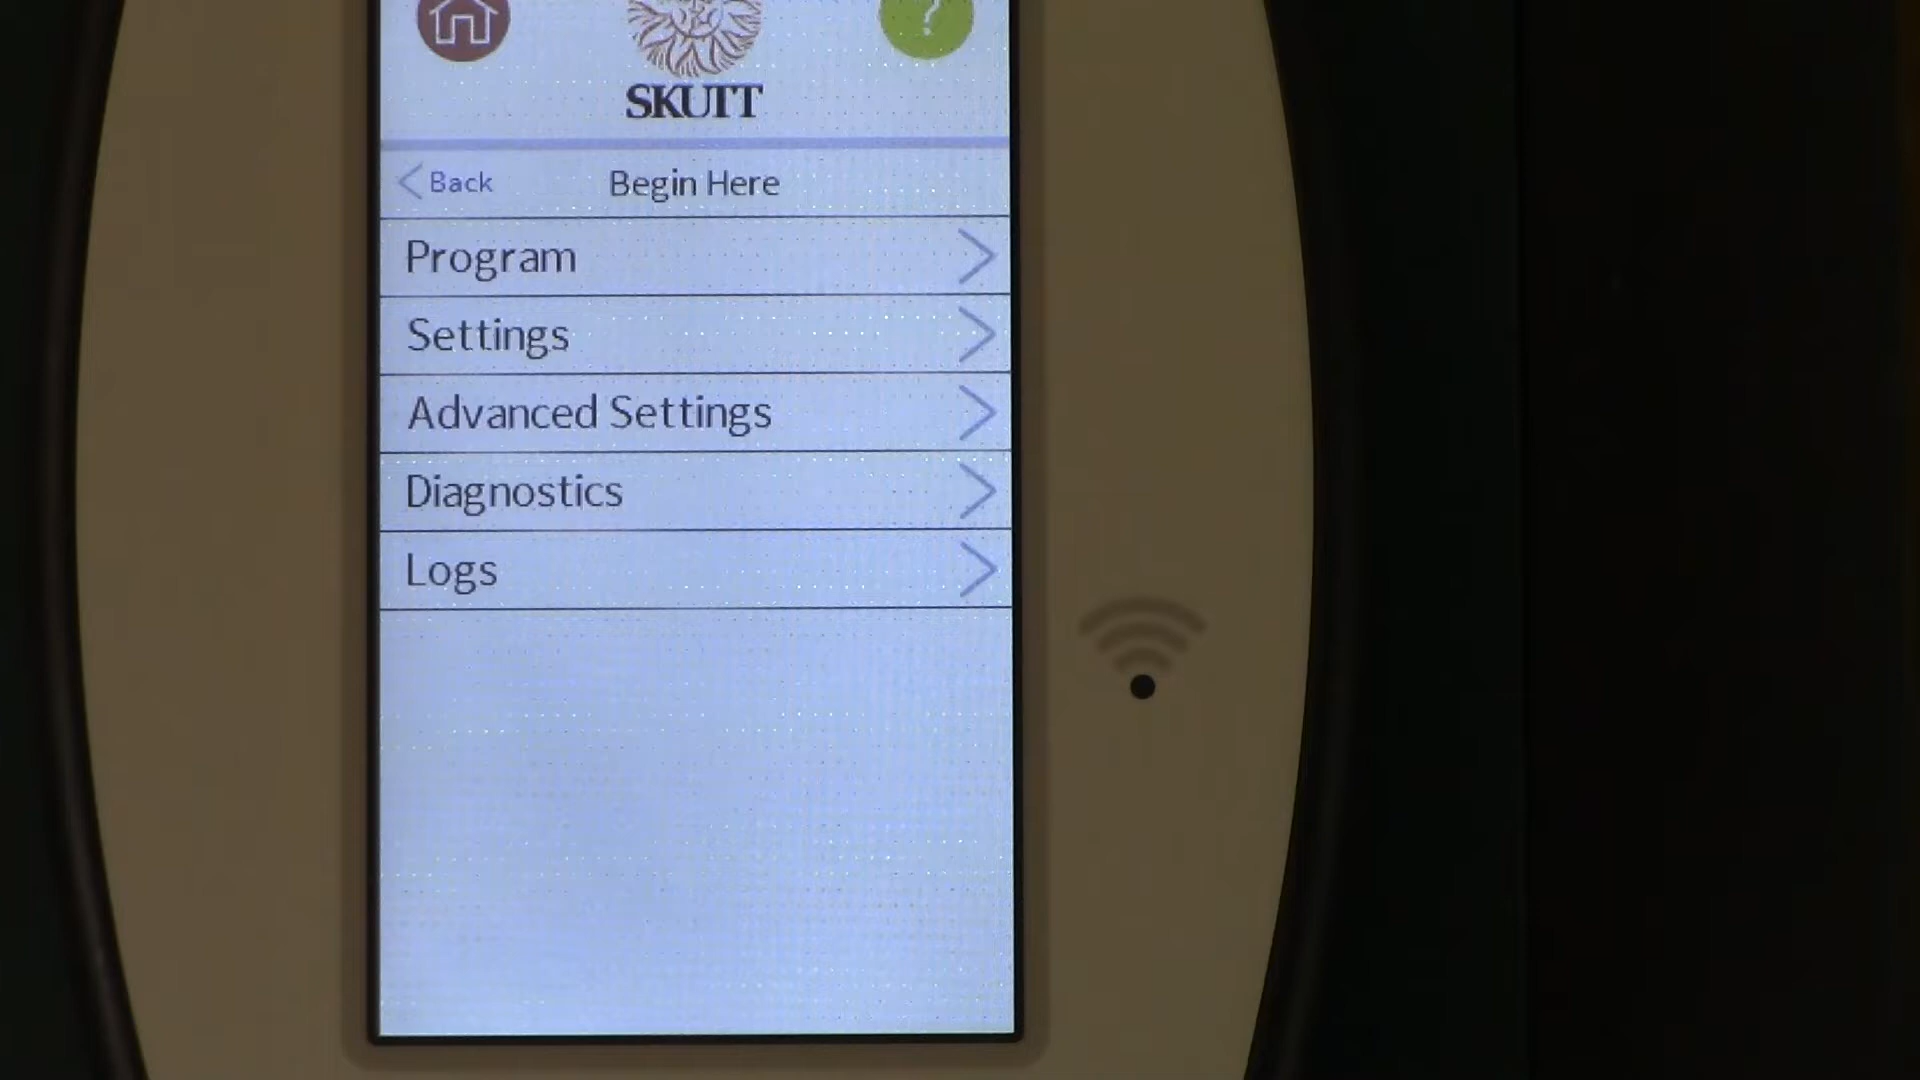 SKUTT
Back
Begin Here
Program
Settings
Advanced Settings
Diagnostics
Logs